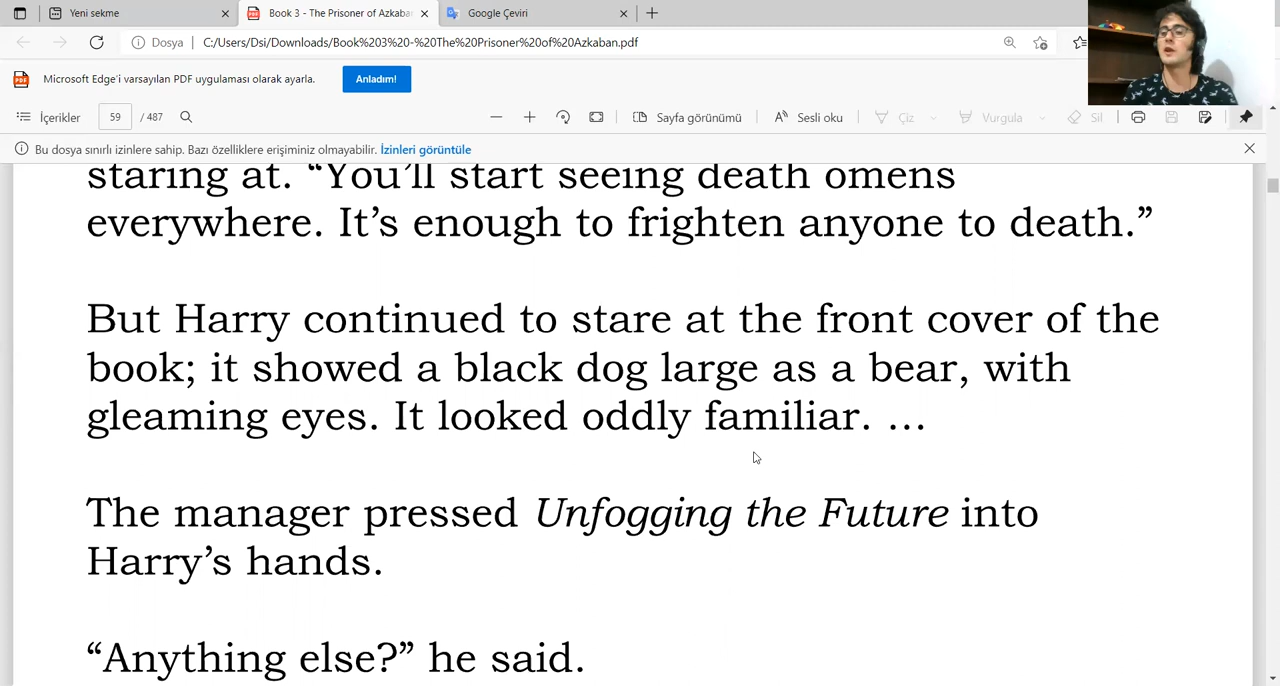 Yeni sekme
Book 3 - The Prisoner of Azkaban
Google Çeviri
Dosya C:/Users/Dsi/Downloads/Book%203%20-%20The%20Prisoner%20of%20Azkaban.pdf
Microsoft Edge'i varsayılan PDF uygulaması olarak ayarla. Anladım!
İçerikler 59 / 487 Sayfa görünümü Sesli oku Çiz Vurgula Sil
Bu dosya sınırlı izinlere sahip. Bazı özelliklere erişiminiz olmayabilir. İzinleri görüntüle
staring at. “You’ll start seeing death omens
everywhere. It’s enough to frighten anyone to death.”
But Harry continued to stare at the front cover of the
book; it showed a black dog large as a bear, with
gleaming eyes. It looked oddly familiar. …
The manager pressed Unfogging the Future into
Harry’s hands.
“Anything else?” he said.